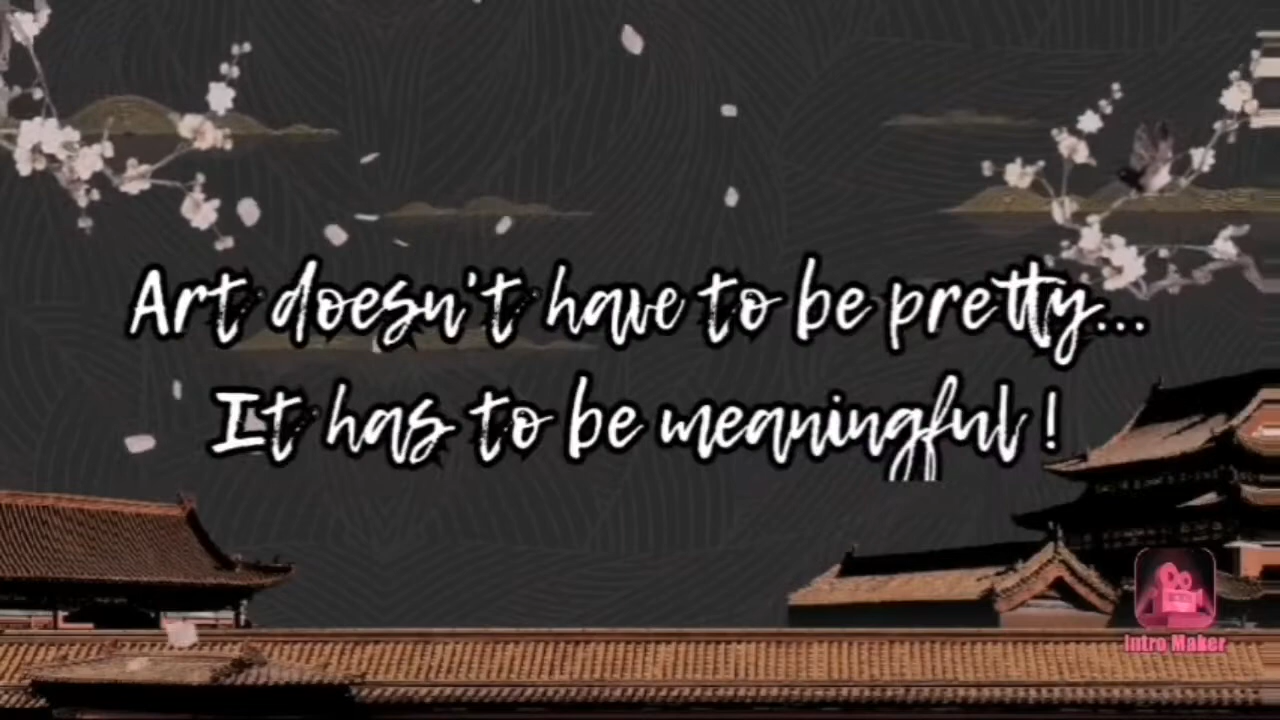 Art doesn't have to be pretty...
It has to be meaningful !
Intro Maker